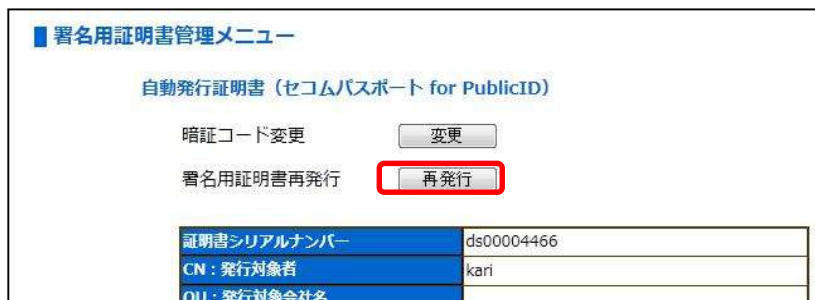 署名用証明書管理メニュー
自動発行証明書（セコムパスポート for PublicID）
暗証コード変更 変更
署名用証明書再発行 再発行
証明書シリアルナンバー ds00004466
CN：発行対象者 kari
OU：発行対象会社名